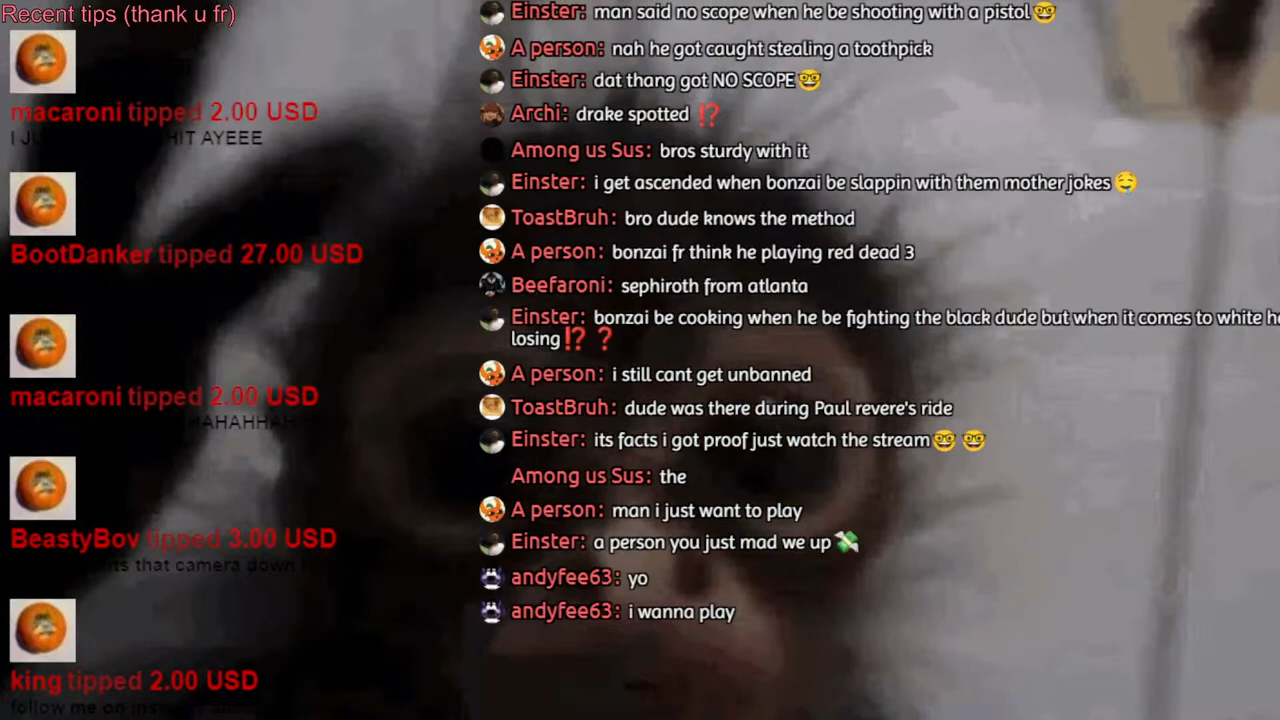 Recent tips (thank u fr)
macaroni tipped 2.00 USD
AYEEE
BootDanker tipped 27.00 USD
macaroni tipped 2.00 USD
BeastyBov tipped 3.00 USD
that camera down
king tipped 2.00 USD
follow me on
Einster: man said no scope when he be shooting with a pistol🤓
A person: nah he got caught stealing a toothpick
Einster: dat thang got NO SCOPE🤓
Archi: drake spotted ⁉️
Among us Sus: bros sturdy with it
Einster: i get ascended when bonzai be slappin with them mother jokes🤤
ToastBruh: bro dude knows the method
A person: bonzai fr think he playing red dead 3
Beefaroni: sephiroth from atlanta
Einster: bonzai be cooking when he be fighting the black dude but when it comes to white
losing⁉️ ❓
A person: i still cant get unbanned
ToastBruh: dude was there during Paul revere's ride
Einster: its facts i got proof just watch the stream🤓 🤓
Among us Sus: the
A person: man i just want to play
Einster: a person you just mad we up💸
andyfee63: yo
andyfee63: i wanna play